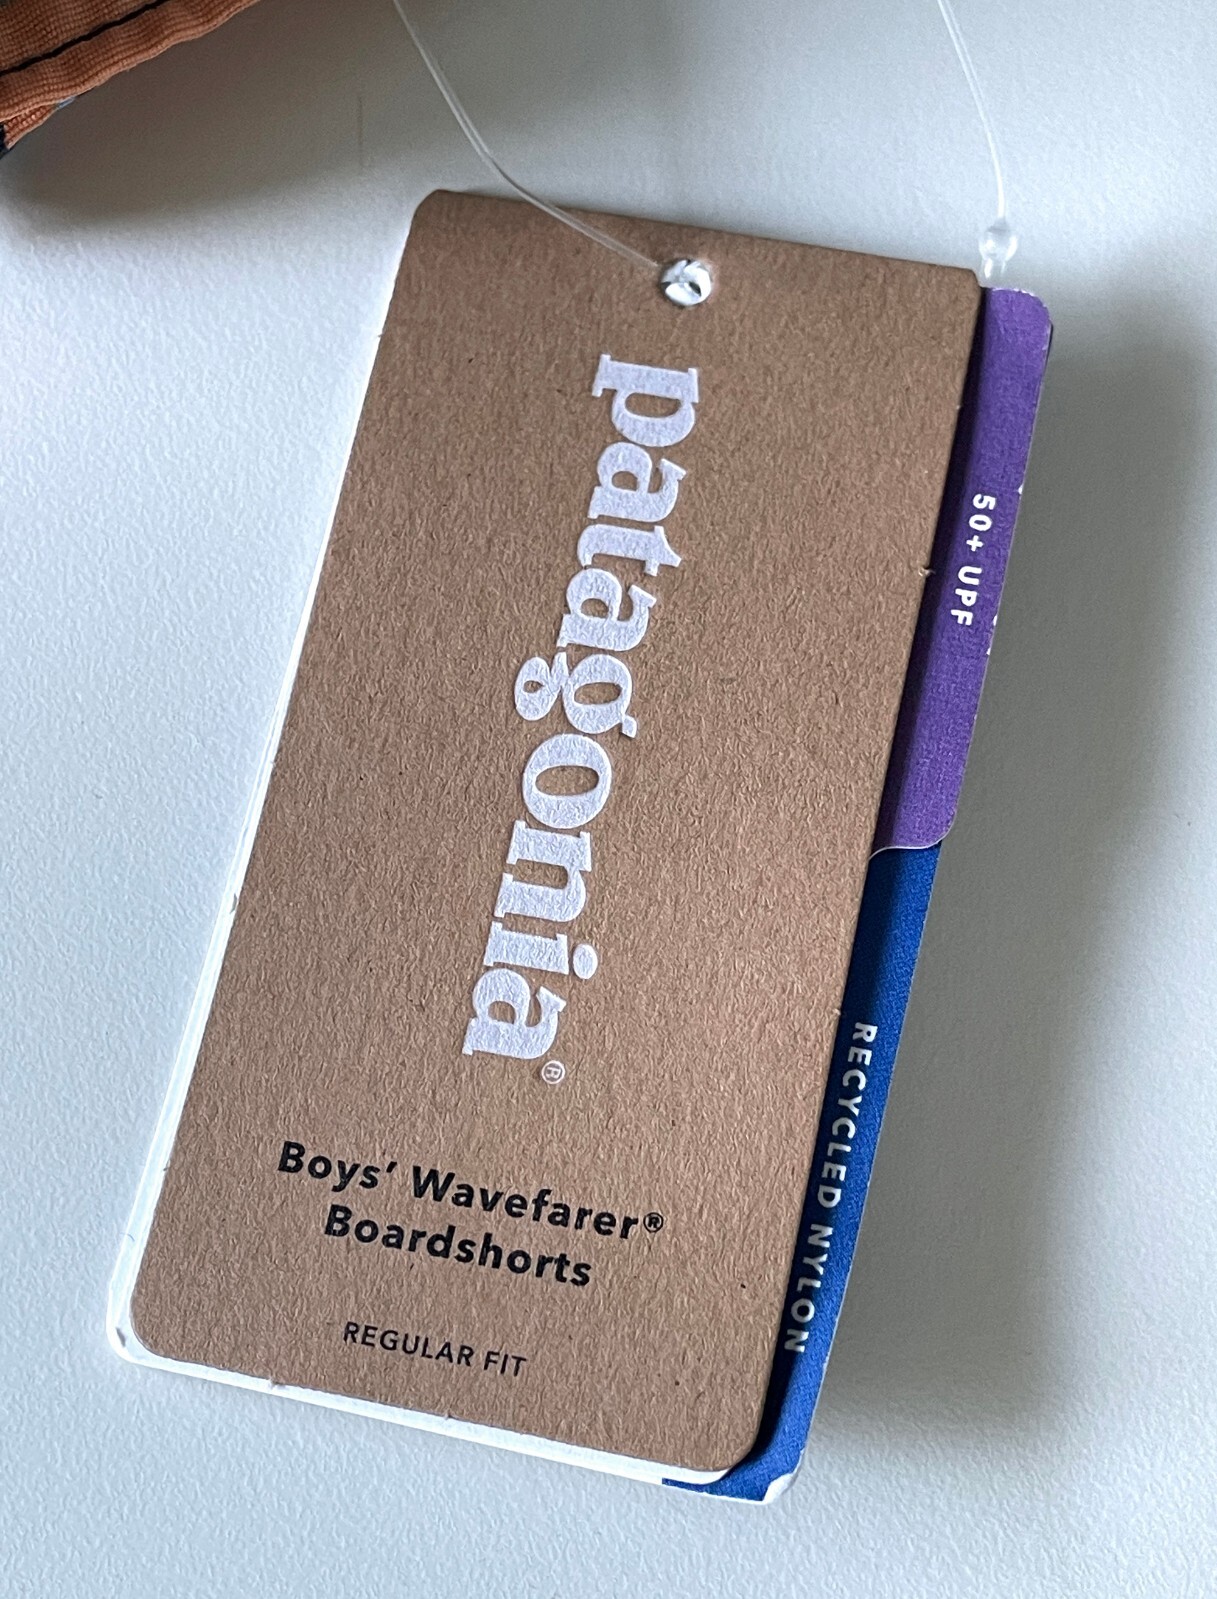 patagonia®
Boys’ Wavefarer®
Boardshorts
REGULAR FIT
50+ UPF
RECYCLED NYLON